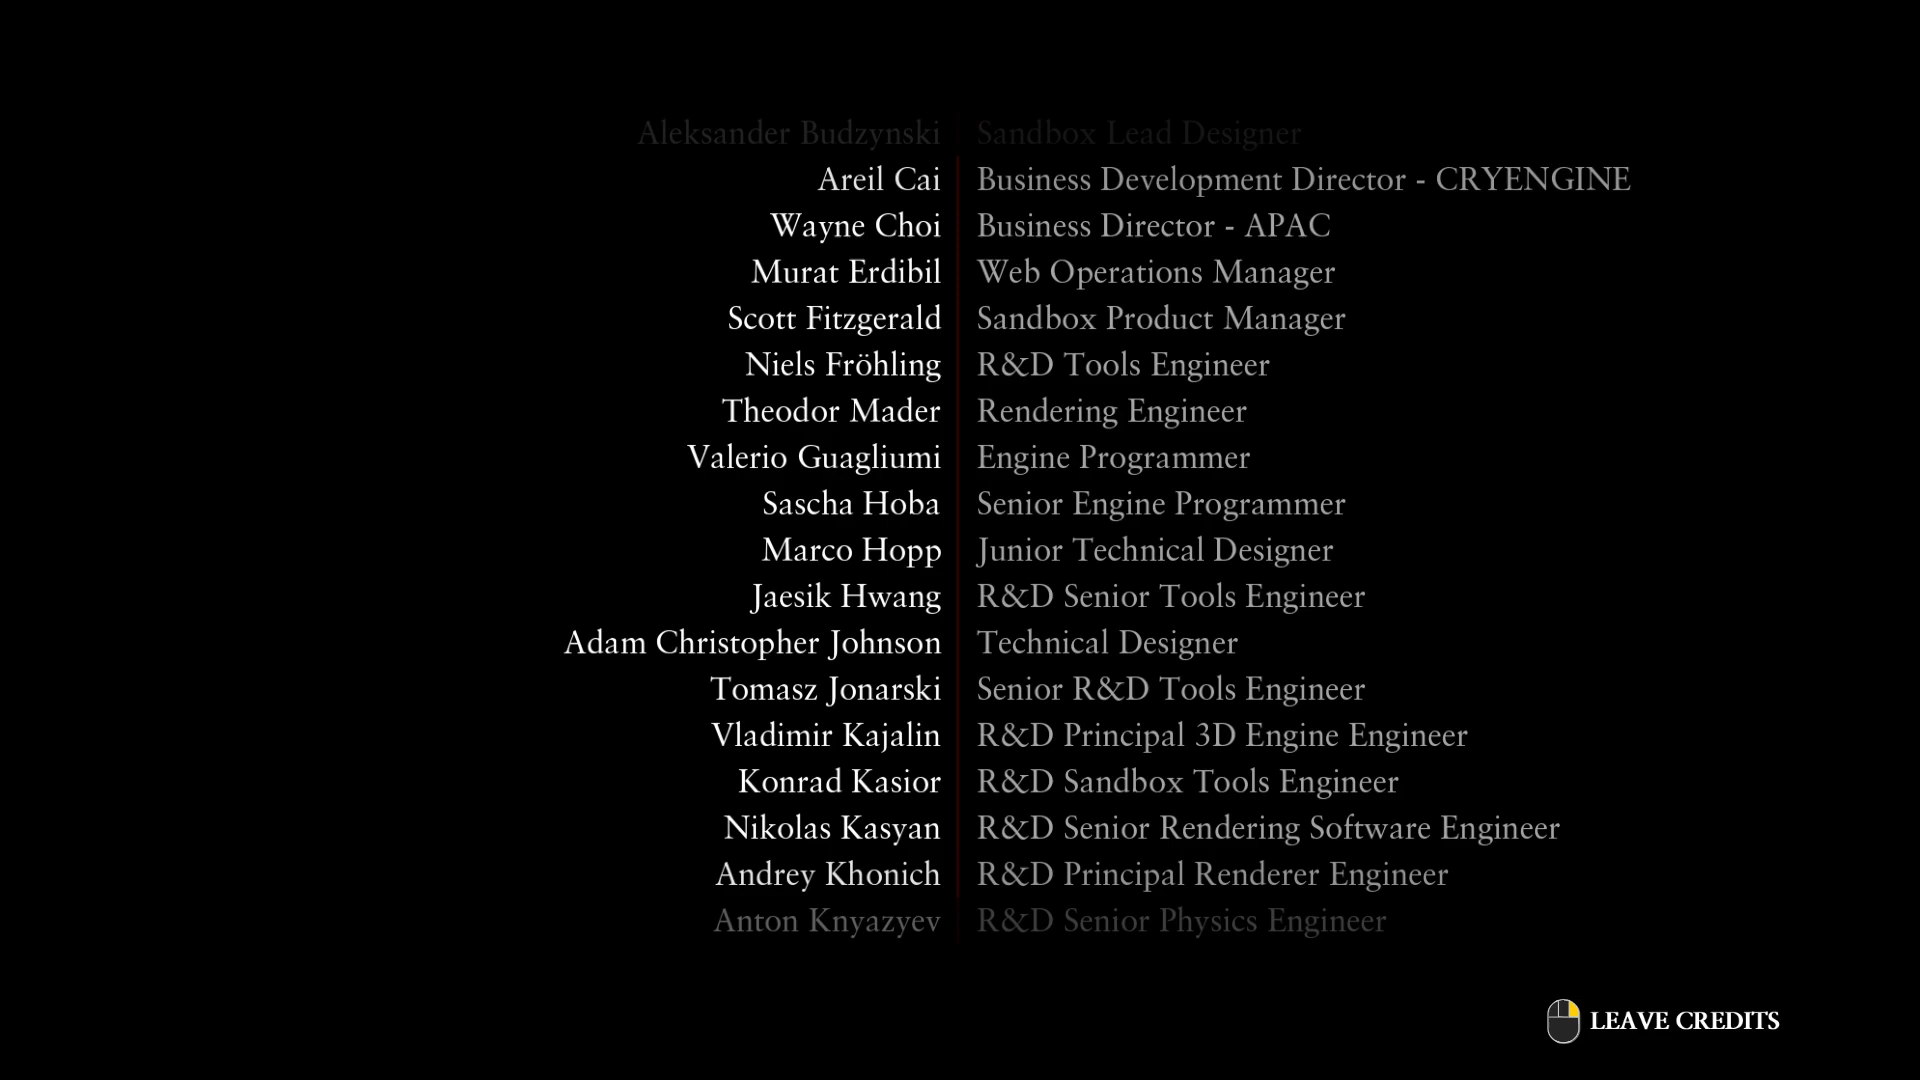 Aleksander Budzynski Sandbox Lead Designer
Areil Cai Business Development Director - CRYENGINE
Wayne Choi Business Director - APAC
Murat Erdibil Web Operations Manager
Scott Fitzgerald Sandbox Product Manager
Niels Fröhling R&D Tools Engineer
Theodor Mader Rendering Engineer
Valerio Guagliumi Engine Programmer
Sascha Hoba Senior Engine Programmer
Marco Hopp Junior Technical Designer
Jaesik Hwang R&D Senior Tools Engineer
Adam Christopher Johnson Technical Designer
Tomasz Jonarski Senior R&D Tools Engineer
Vladimir Kajalin R&D Principal 3D Engine Engineer
Konrad Kasior R&D Sandbox Tools Engineer
Nikolas Kasyan R&D Senior Rendering Software Engineer
Andrey Khonich R&D Principal Renderer Engineer
Anton Knyazyev R&D Senior Physics Engineer
LEAVE CREDITS